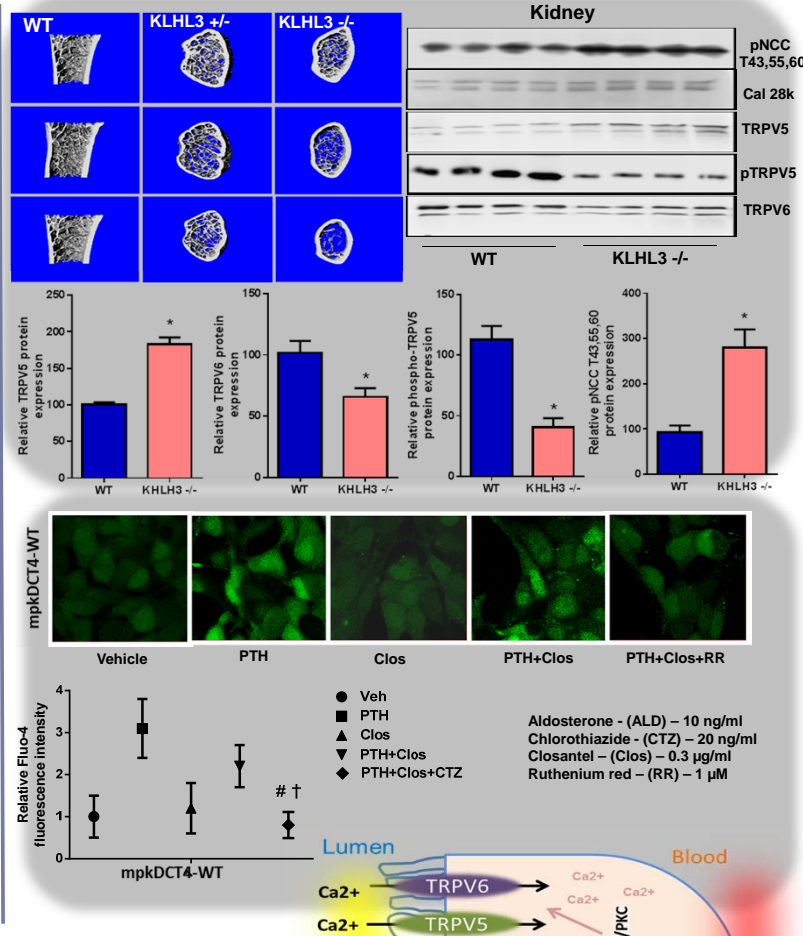 WT
KLHL3 +/-
KLHL3 -/-
Kidney
pNCC
T43,55,60
Cal 28k
TRPV5
pTRPV5
TRPV6
WT
KLHL3 -/-
Relative TRPV5 protein
expression
250
200
150
100
50
0
*
WT
KHLH3 -/-
Relative TRPV6 protein
expression
150
100
50
0
*
WT
KHLH3 -/-
Relative phospho-TRPV5
protein expression
150
100
50
0
*
WT
KHLH3 -/-
Relative pNCC T43,55,60
protein expression
400
300
200
100
0
*
WT
KHLH3 -/-
mpkDCT4-WT
Vehicle
PTH
Clos
PTH+Clos
PTH+Clos+RR
Relative Fluo-4
fluorescence intensity
4
3
2
1
0
# †
mpkDCT4-WT
Veh
PTH
Clos
PTH+Clos
PTH+Clos+CTZ
Aldosterone - (ALD) – 10 ng/ml
Chlorothiazide - (CTZ) – 20 ng/ml
Closantel – (Clos) – 0.3 µg/ml
Ruthenium red – (RR) – 1 µM
Lumen
Blood
Ca2+
TRPV6
Ca2+
Ca2+
Ca2+
Ca2+
TRPV5
/PKC